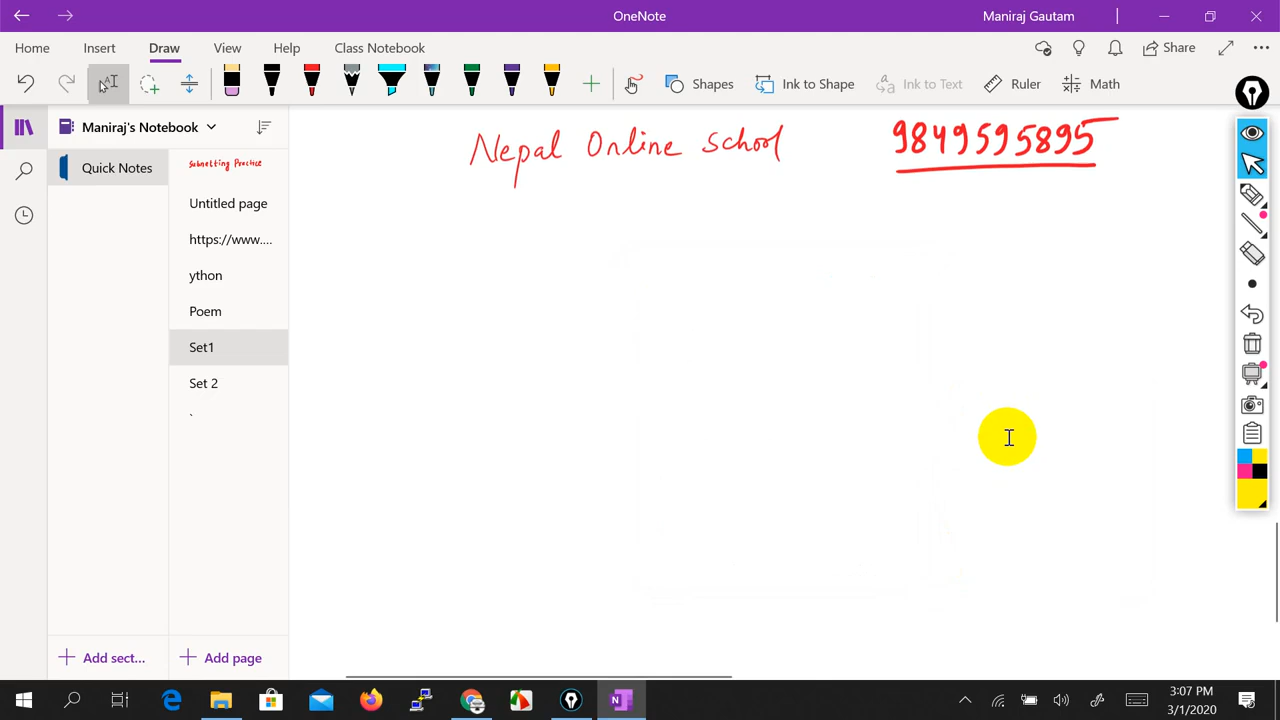 OneNote
Maniraj Gautam
Home Insert Draw View Help Class Notebook Share
Shapes Ink to Shape Ink to Text Ruler Math
Maniraj's Notebook
Quick Notes
Subnetting Practice
Untitled page
https://www....
ython
Poem
Set1
Set 2
`
Nepal Online School 9849595895
Add sect... Add page
3:07 PM
3/1/2020